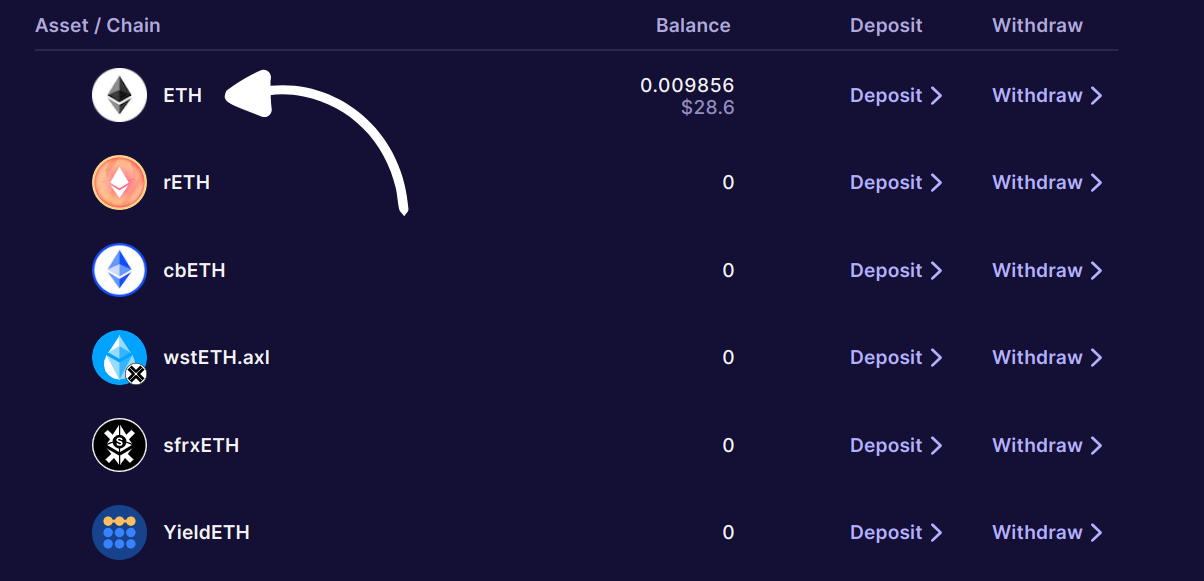 Asset / Chain Balance Deposit Withdraw
ETH 0.009856 Deposit Withdraw
$28.6
rETH 0 Deposit Withdraw
cbETH 0 Deposit Withdraw
wstETH.axl 0 Deposit Withdraw
sfrxETH 0 Deposit Withdraw
YieldETH 0 Deposit Withdraw